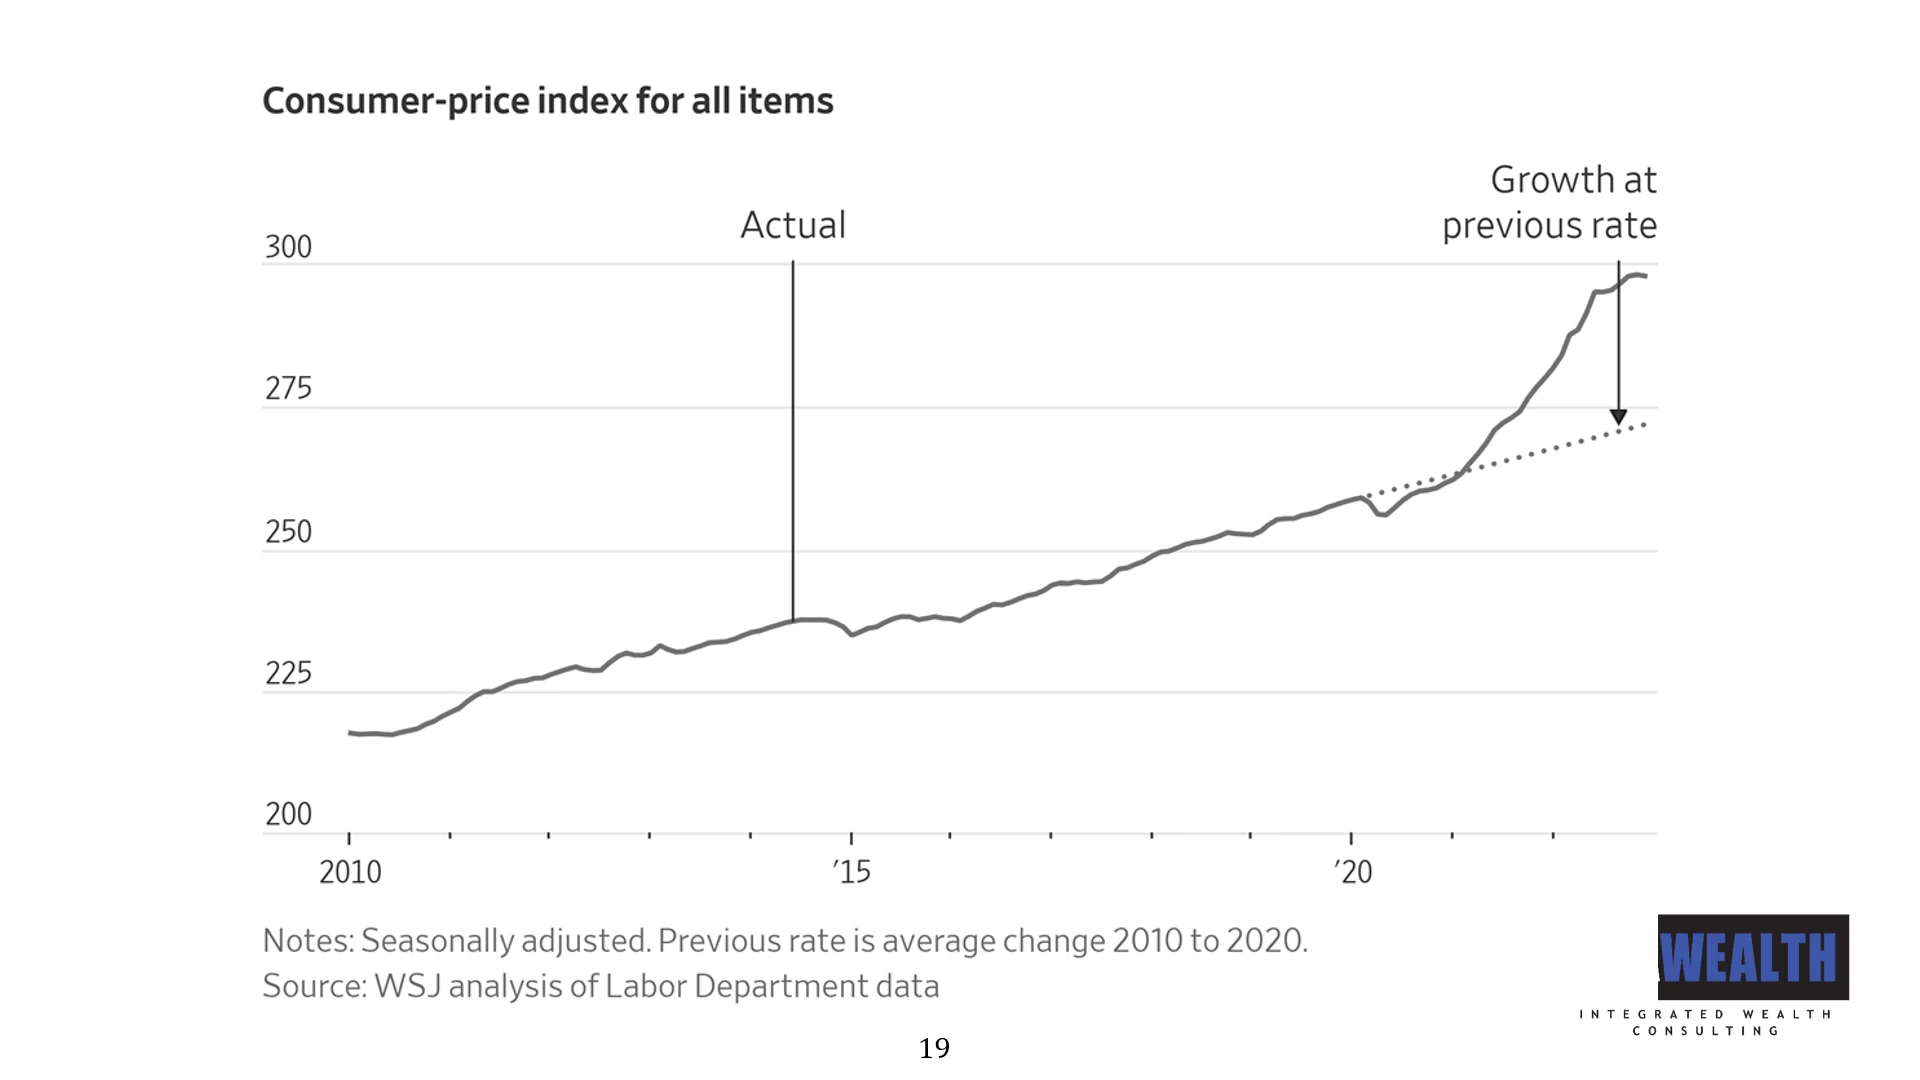 Consumer-price index for all items
Growth at
previous rate
Actual
300
275
250
225
200
2010
’15
’20
Notes: Seasonally adjusted. Previous rate is average change 2010 to 2020.
Source: WSJ analysis of Labor Department data
WEALTH
INTEGRATED WEALTH
CONSULTING
19